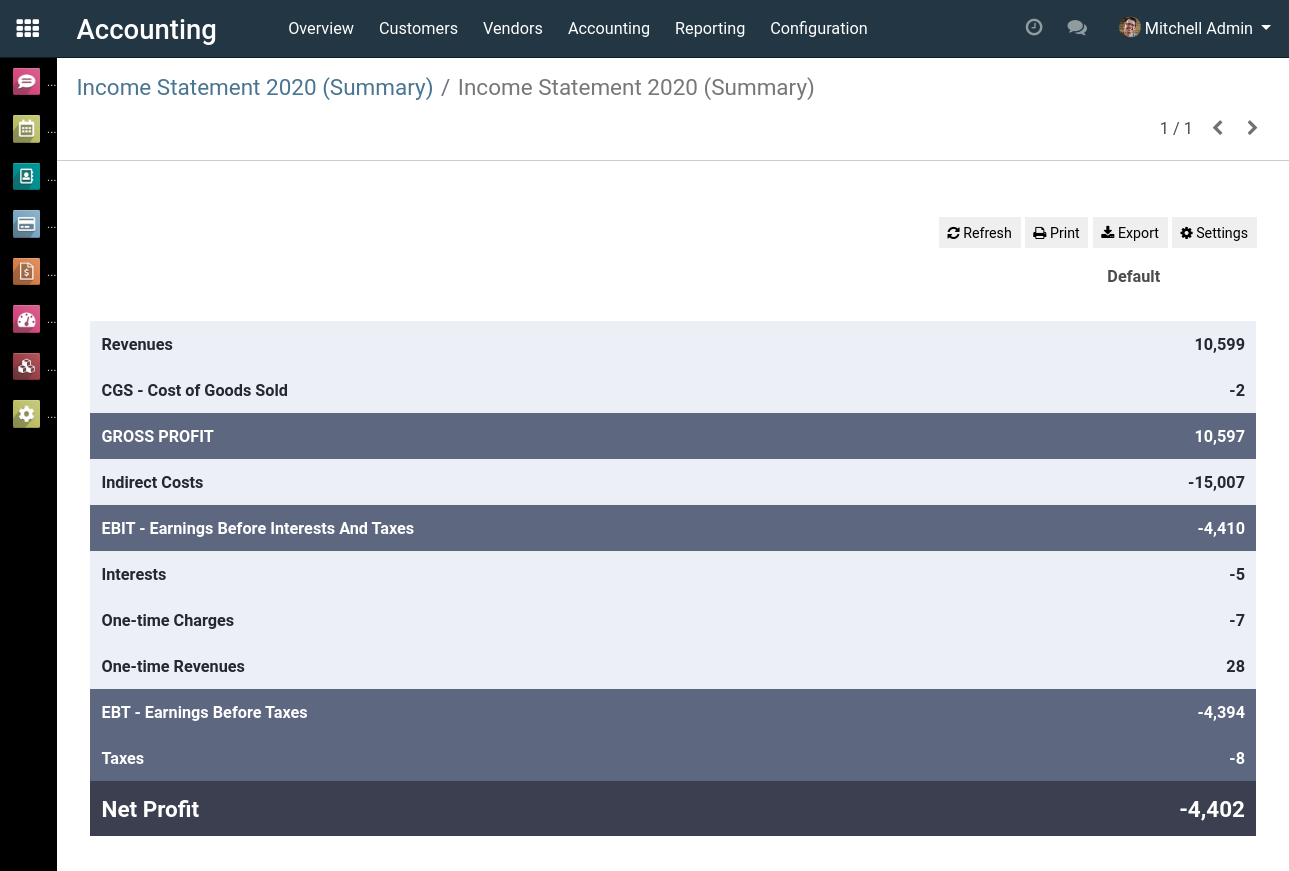 Accounting Overview Customers Vendors Accounting Reporting Configuration Mitchell Admin
Income Statement 2020 (Summary) / Income Statement 2020 (Summary)
...
1 / 1
...
...
...
Refresh Print Export Settings
...
Default
...
Revenues 10,599
...
CGS - Cost of Goods Sold -2
...
GROSS PROFIT 10,597
Indirect Costs -15,007
EBIT - Earnings Before Interests And Taxes -4,410
Interests -5
One-time Charges -7
One-time Revenues 28
EBT - Earnings Before Taxes -4,394
Taxes -8
Net Profit -4,402